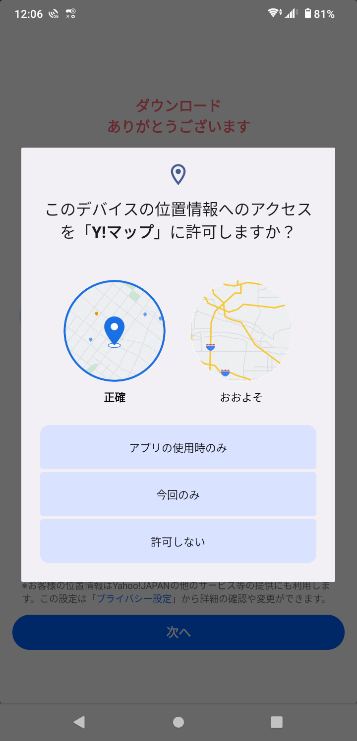 12:06
81%
ダウンロード
ありがとうございます
このデバイスの位置情報へのアクセス
を「Y!マップ」に許可しますか？
正確
おおよそ
アプリの使用時のみ
今回のみ
許可しない
※お客様の位置情報はYahoo!JAPANの他のサービス等の提供にも利用しま
す。この設定は「プライバシー設定」から詳細の確認や変更ができます。
次へ